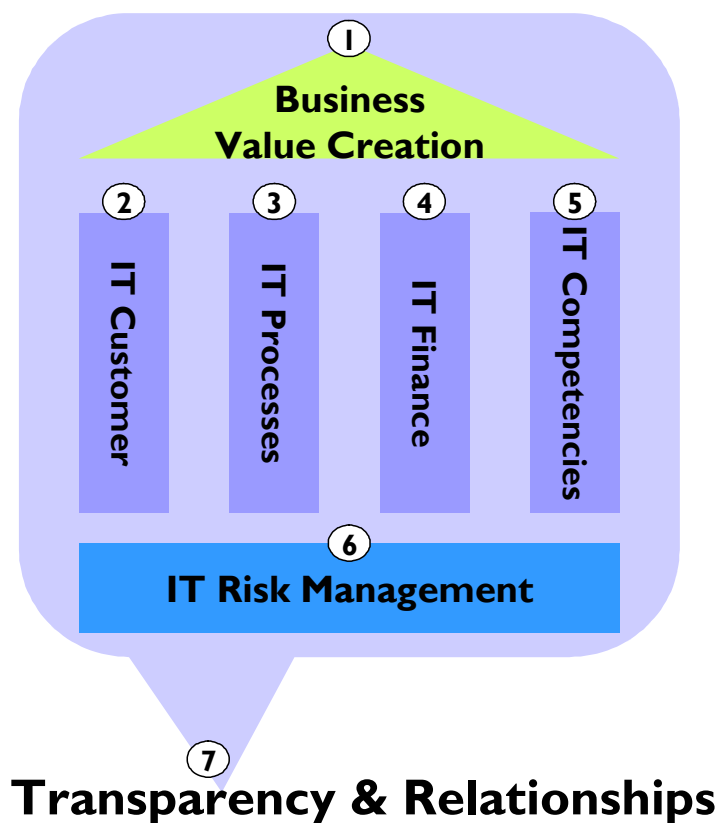 1
Business
Value Creation
2
3
4
5
IT Customer
IT Processes
IT Finance
IT Competencies
6
IT Risk Management
7
Transparency & Relationships